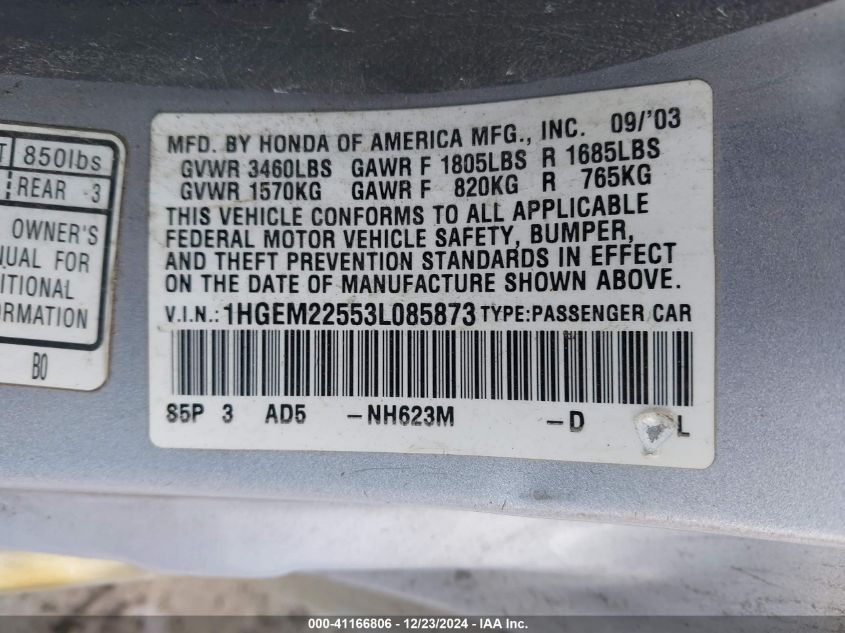 T 850lbs
REAR -3
OWNER'S
UAL FOR
ITIONAL
FORMATION
B0
MFD. BY HONDA OF AMERICA MFG., INC. 09/'03
GVWR 3460LBS GAWR F 1805LBS R 1685LBS
GVWR 1570KG GAWR F 820KG R 765KG
THIS VEHICLE CONFORMS TO ALL APPLICABLE
FEDERAL MOTOR VEHICLE SAFETY, BUMPER,
AND THEFT PREVENTION STANDARDS IN EFFECT
ON THE DATE OF MANUFACTURE SHOWN ABOVE.
V.I.N.: 1HGEM22553L085873 TYPE:PASSENGER CAR
S5P 3 AD5 -NH623M -D L
000-41166806 - 12/23/2024 - IAA Inc.